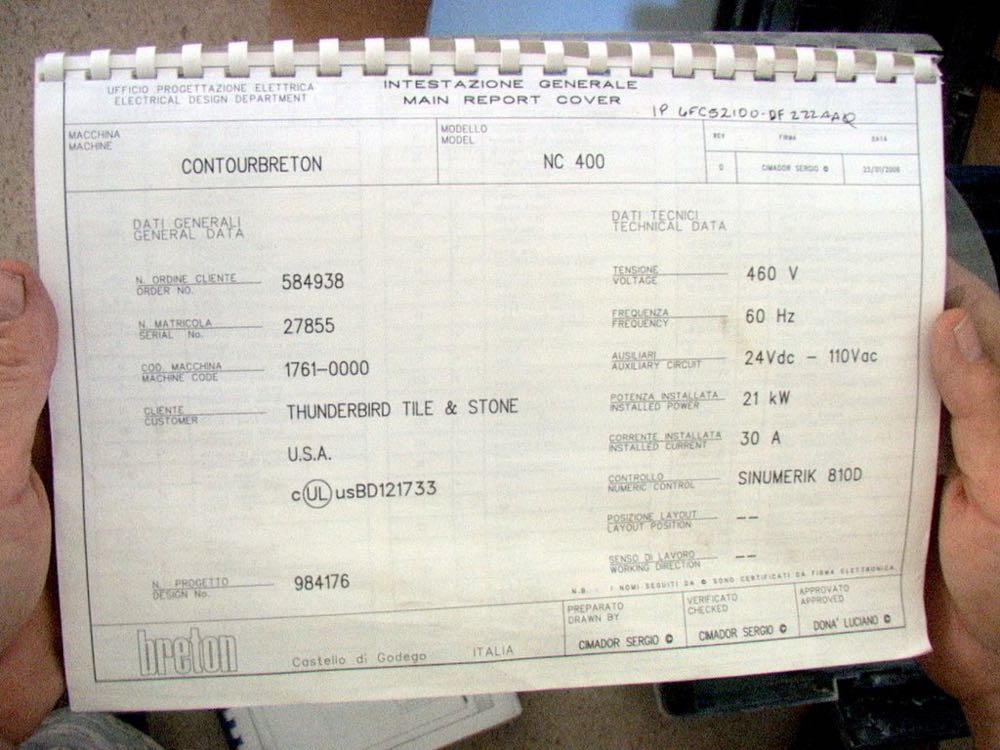 UFFICIO PROGETTAZIONE ELETTRICA
ELECTRICAL DESIGN DEPARTMENT
INTESTAZIONE GENERALE
MAIN REPORT COVER
1P 6FC52100-DF222AAQ
MACCHINA
MACHINE
CONTOURBRETON
MODELLO
MODEL
NC 400
REV
FIRMA
DATA
0
CIMADOR SERGIO ©
DATI GENERALI
GENERAL DATA
N. ORDINE CLIENTE
ORDER NO.
584938
N. MATRICOLA
SERIAL No.
27855
COD. MACCHINA
MACHINE CODE
1761-0000
CLIENTE
CUSTOMER
THUNDERBIRD TILE & STONE
U.S.A.
c UL usBD121733
N. PROGETTO
DESIGN No.
984176
DATI TECNICI
TECHNICAL DATA
TENSIONE
VOLTAGE
460 V
FREQUENZA
FREQUENCY
60 Hz
AUSILIARI
AUXILIARY CIRCUIT
24Vdc - 110Vac
POTENZA INSTALLATA
INSTALLED POWER
21 kW
CORRENTE INSTALLATA
INSTALLED CURRENT
30 A
CONTROLLO
NUMERIC CONTROL
SINUMERIK 810D
POSIZIONE LAYOUT
LAYOUT POSITION
--
SENSO DI LAVORO
WORKING DIRECTION
--
N.B. : I NOMI SEGUITI DA © SONO CERTIFICATI DA FIRMA ELETTRONICA
breton
Castello di Godego
ITALIA
PREPARATO
DRAWN BY
CIMADOR SERGIO ©
VERIFICATO
CHECKED
CIMADOR SERGIO ©
APPROVATO
APPROVED
DONA' LUCIANO ©